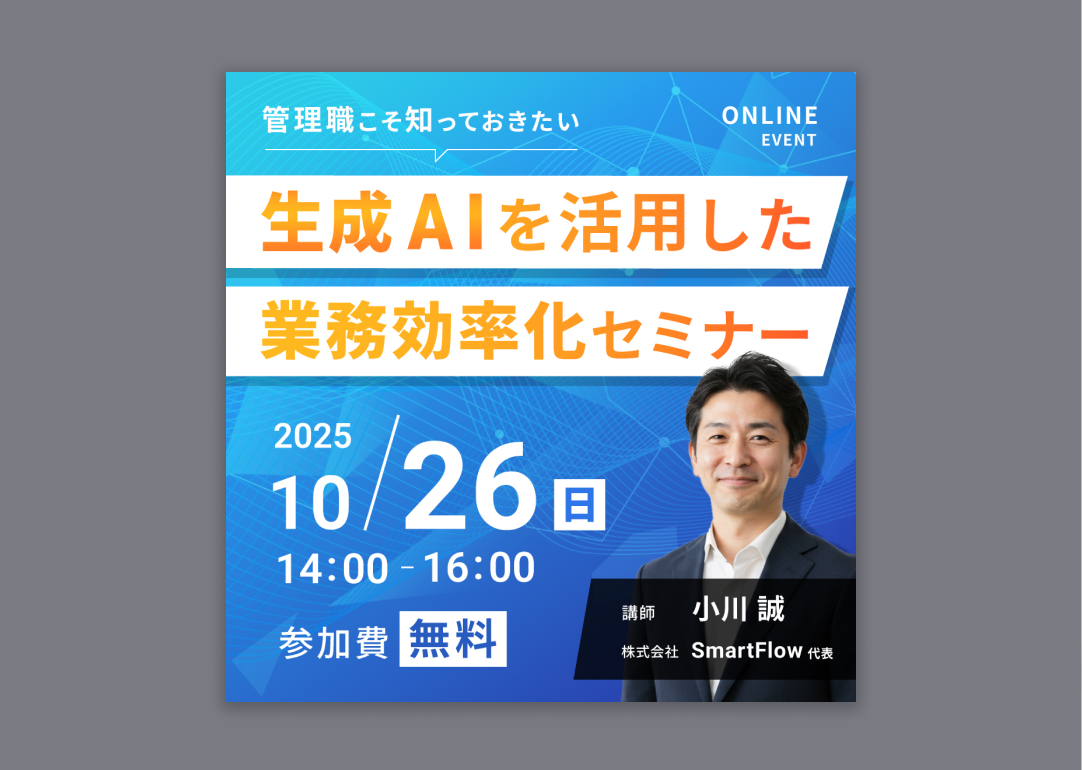 管理職こそ知っておきたい
ONLINE
EVENT
生成AIを活用した
業務効率化セミナー
2025
10/26 日
14:00 - 16:00
参加費 無料
講師 小川 誠
株式会社 SmartFlow 代表